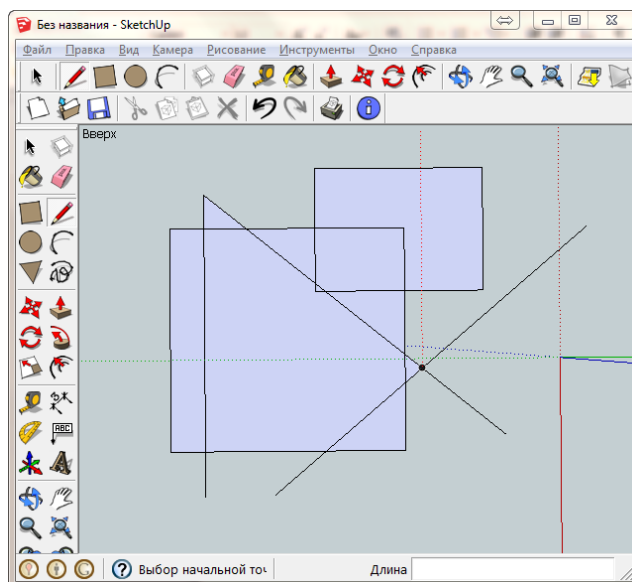 Без названия - SketchUp
Файл Правка Вид Камера Рисование Инструменты Окно Справка
Вверх
ABC
A
Выбор начальной точ
Длина